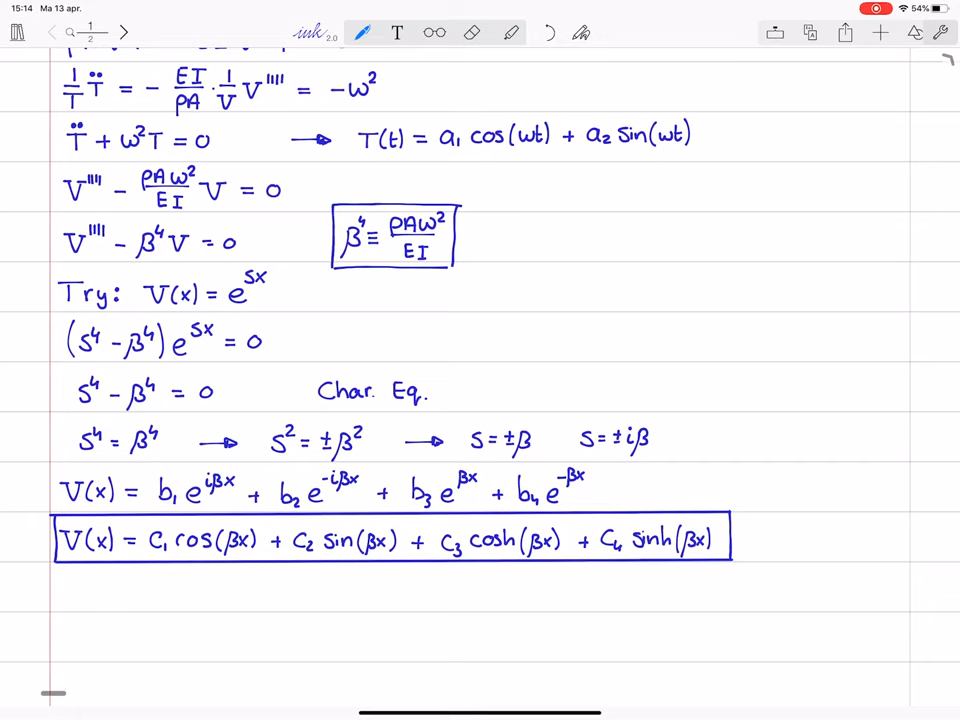 15:14 Ma 13 apr. 54%
1/2 ink 2.0 T
1/T T̈ = - EI/ρA · 1/V V'''' = -ω²
T̈ + ω²T = 0 → T(t) = a₁ cos(ωt) + a₂ sin(ωt)
V'''' - ρAω²/EI V = 0
V'''' - β⁴V = 0 β⁴ ≡ ρAω²/EI
Try: V(x) = e^{sx}
(s⁴ - β⁴) e^{sx} = 0
s⁴ - β⁴ = 0 Char. Eq.
s⁴ = β⁴ → s² = ±β² → s = ±β s = ±iβ
V(x) = b₁ e^{iβx} + b₂ e^{-iβx} + b₃ e^{βx} + b₄ e^{-βx}
V(x) = C₁ cos(βx) + C₂ sin(βx) + C₃ cosh(βx) + C₄ sinh(βx)